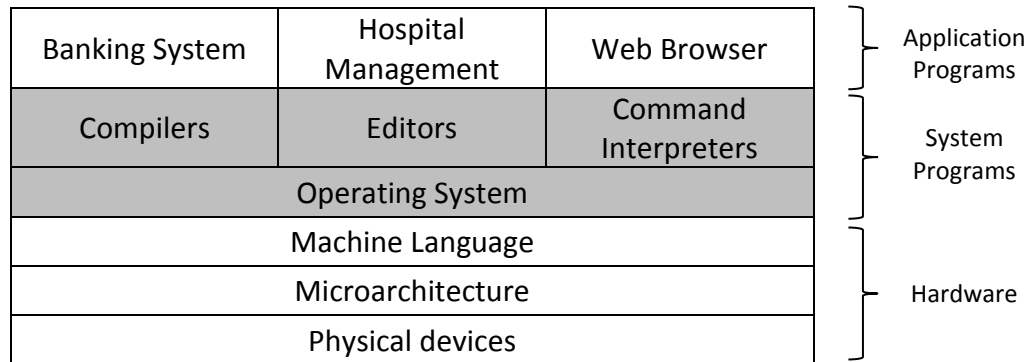 Banking System
Hospital
Management
Web Browser
Application
Programs
Compilers
Editors
Command
Interpreters
System
Programs
Operating System
Machine Language
Microarchitecture
Hardware
Physical devices